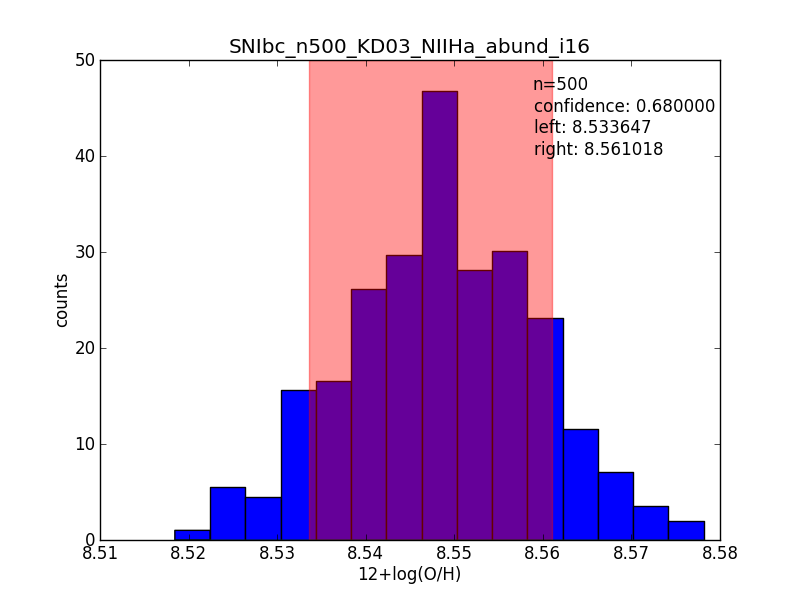 SNIbc_n500_KD03_NIIHa_abund_i16
n=500
confidence: 0.680000
left: 8.533647
right: 8.561018
50
40
30
20
10
0
counts
8.51 8.52 8.53 8.54 8.55 8.56 8.57 8.58
12+log(O/H)